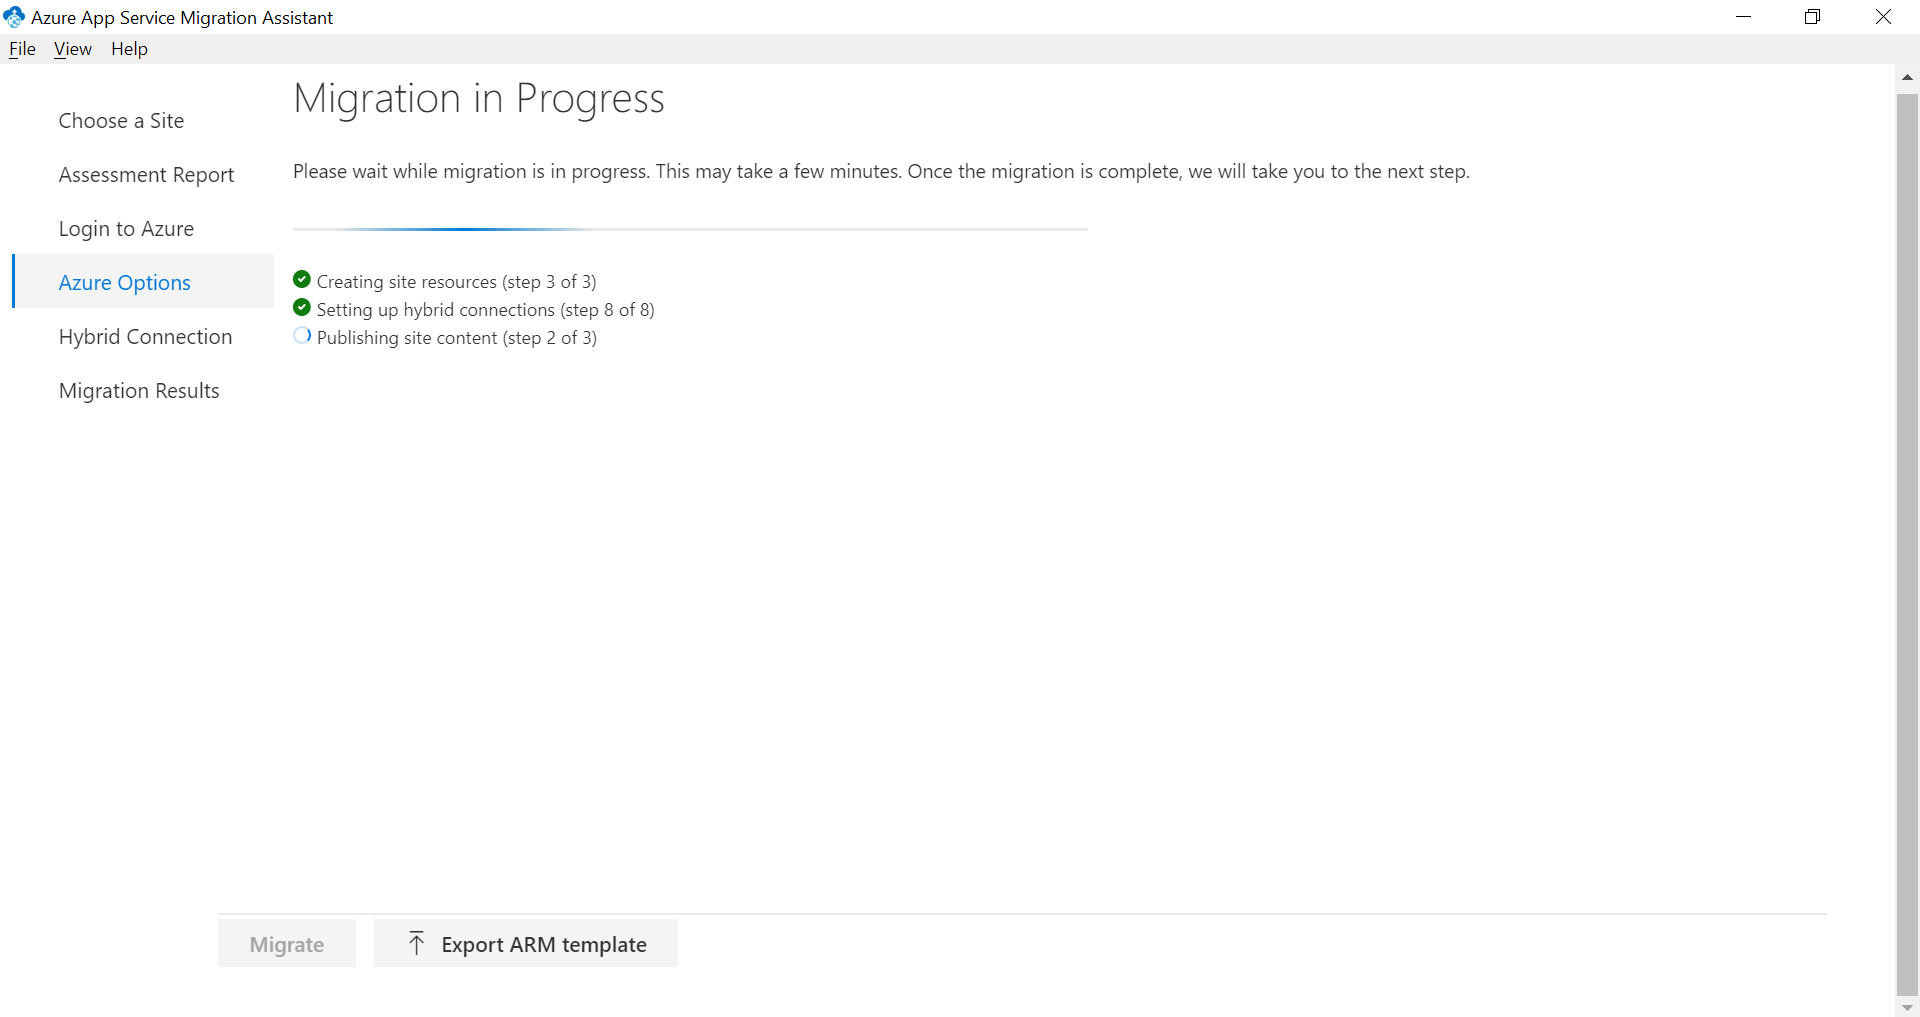 Azure App Service Migration Assistant
File View Help
Choose a Site
Assessment Report
Login to Azure
Azure Options
Hybrid Connection
Migration Results
Migration in Progress
Please wait while migration is in progress. This may take a few minutes. Once the migration is complete, we will take you to the next step.
Creating site resources (step 3 of 3)
Setting up hybrid connections (step 8 of 8)
Publishing site content (step 2 of 3)
Migrate
Export ARM template